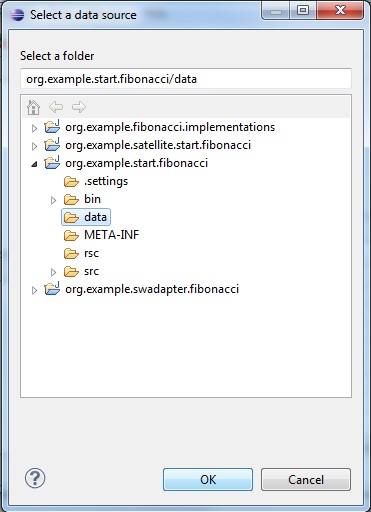 Select a data source
Select a folder
org.example.start.fibonacci/data
org.example.fibonacci.implementations
org.example.satellite.start.fibonacci
org.example.start.fibonacci
.settings
bin
data
META-INF
rsc
src
org.example.swadapter.fibonacci
?
OK
Cancel